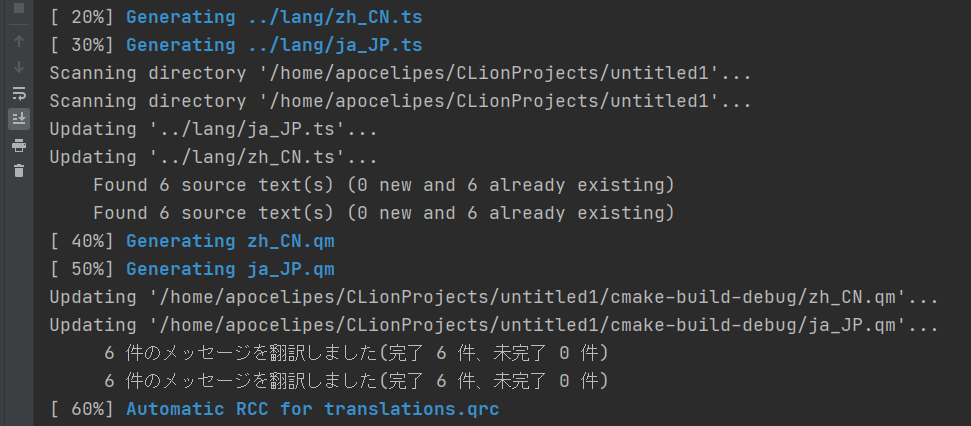 [ 20%] Generating ../lang/zh_CN.ts
[ 30%] Generating ../lang/ja_JP.ts
Scanning directory '/home/apocelipes/CLionProjects/untitled1'...
Scanning directory '/home/apocelipes/CLionProjects/untitled1'...
Updating '../lang/ja_JP.ts'...
Updating '../lang/zh_CN.ts'...
    Found 6 source text(s) (0 new and 6 already existing)
    Found 6 source text(s) (0 new and 6 already existing)
[ 40%] Generating zh_CN.qm
[ 50%] Generating ja_JP.qm
Updating '/home/apocelipes/CLionProjects/untitled1/cmake-build-debug/zh_CN.qm'...
Updating '/home/apocelipes/CLionProjects/untitled1/cmake-build-debug/ja_JP.qm'...
     6 件のメッセージを翻訳しました(完了 6 件、未完了 0 件)
     6 件のメッセージを翻訳しました(完了 6 件、未完了 0 件)
[ 60%] Automatic RCC for translations.qrc